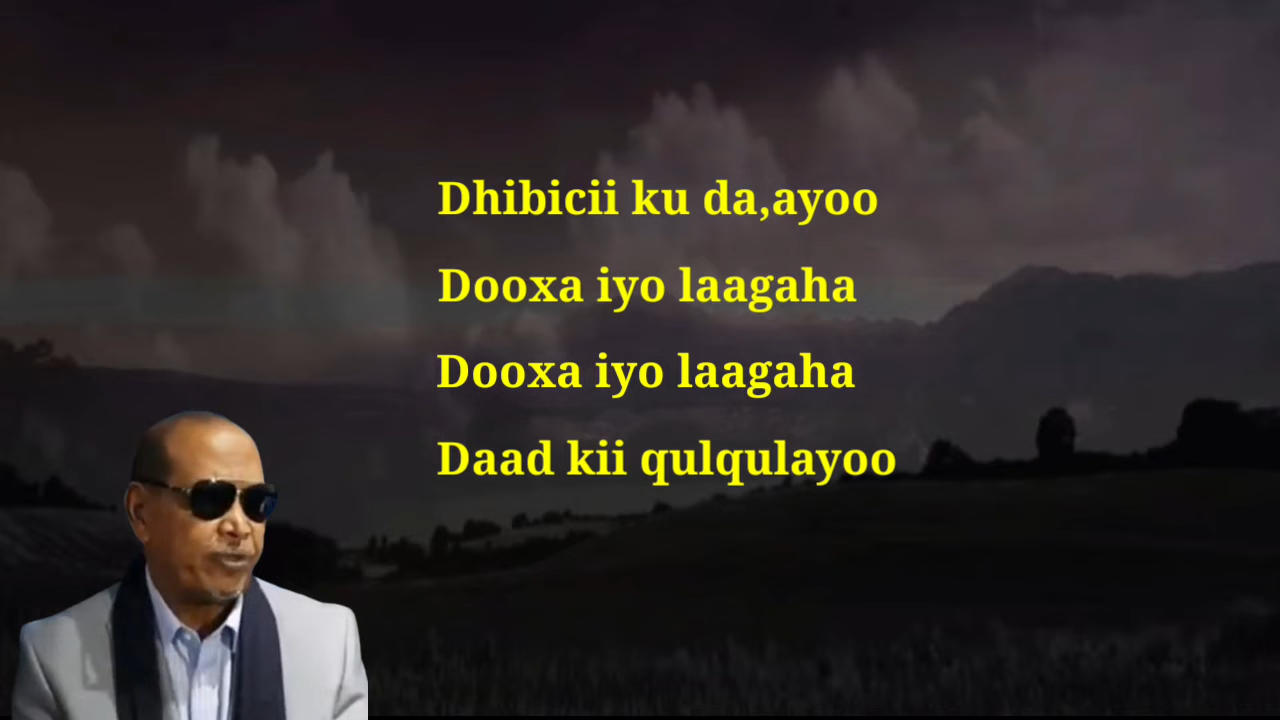 Dhibicii ku da,ayoo
Dooxa iyo laagaha
Dooxa iyo laagaha
Daad kii qulqulayoo